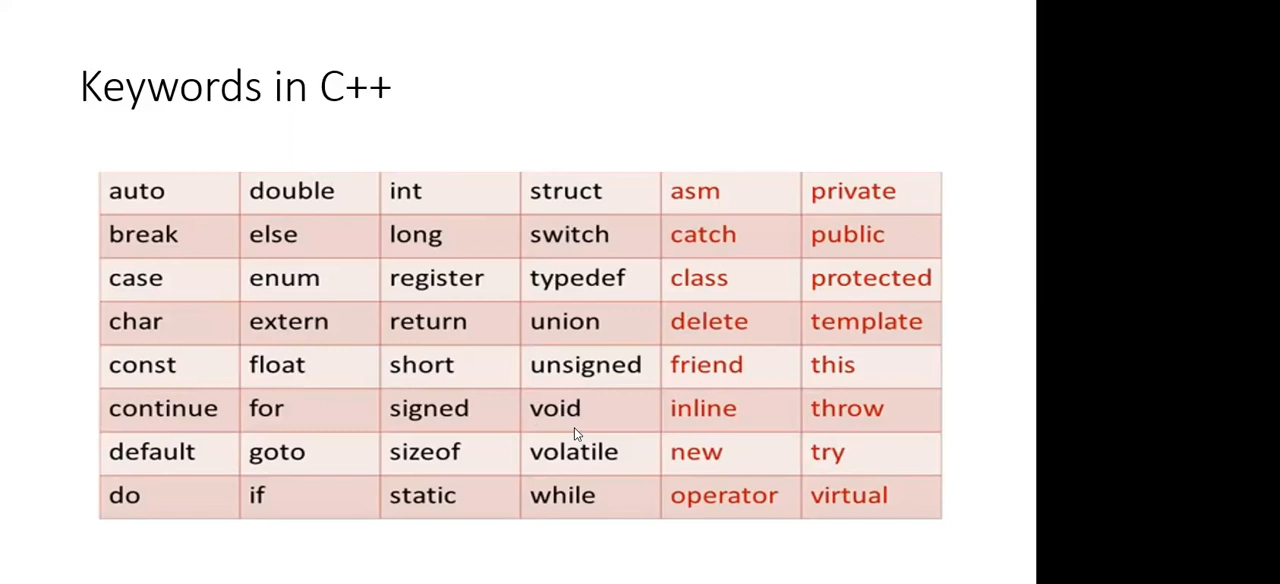 Keywords in C++
auto double int struct asm private
break else long switch catch public
case enum register typedef class protected
char extern return union delete template
const float short unsigned friend this
continue for signed void inline throw
default goto sizeof volatile new try
do if static while operator virtual